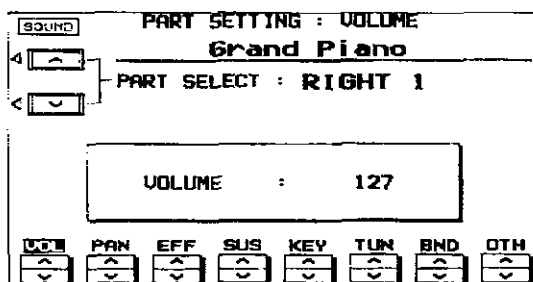 SOUND
PART SETTING : VOLUME
Grand Piano
PART SELECT : RIGHT 1
VOLUME : 127
VOL PAN EFF SUS KEY TUN BND OTH